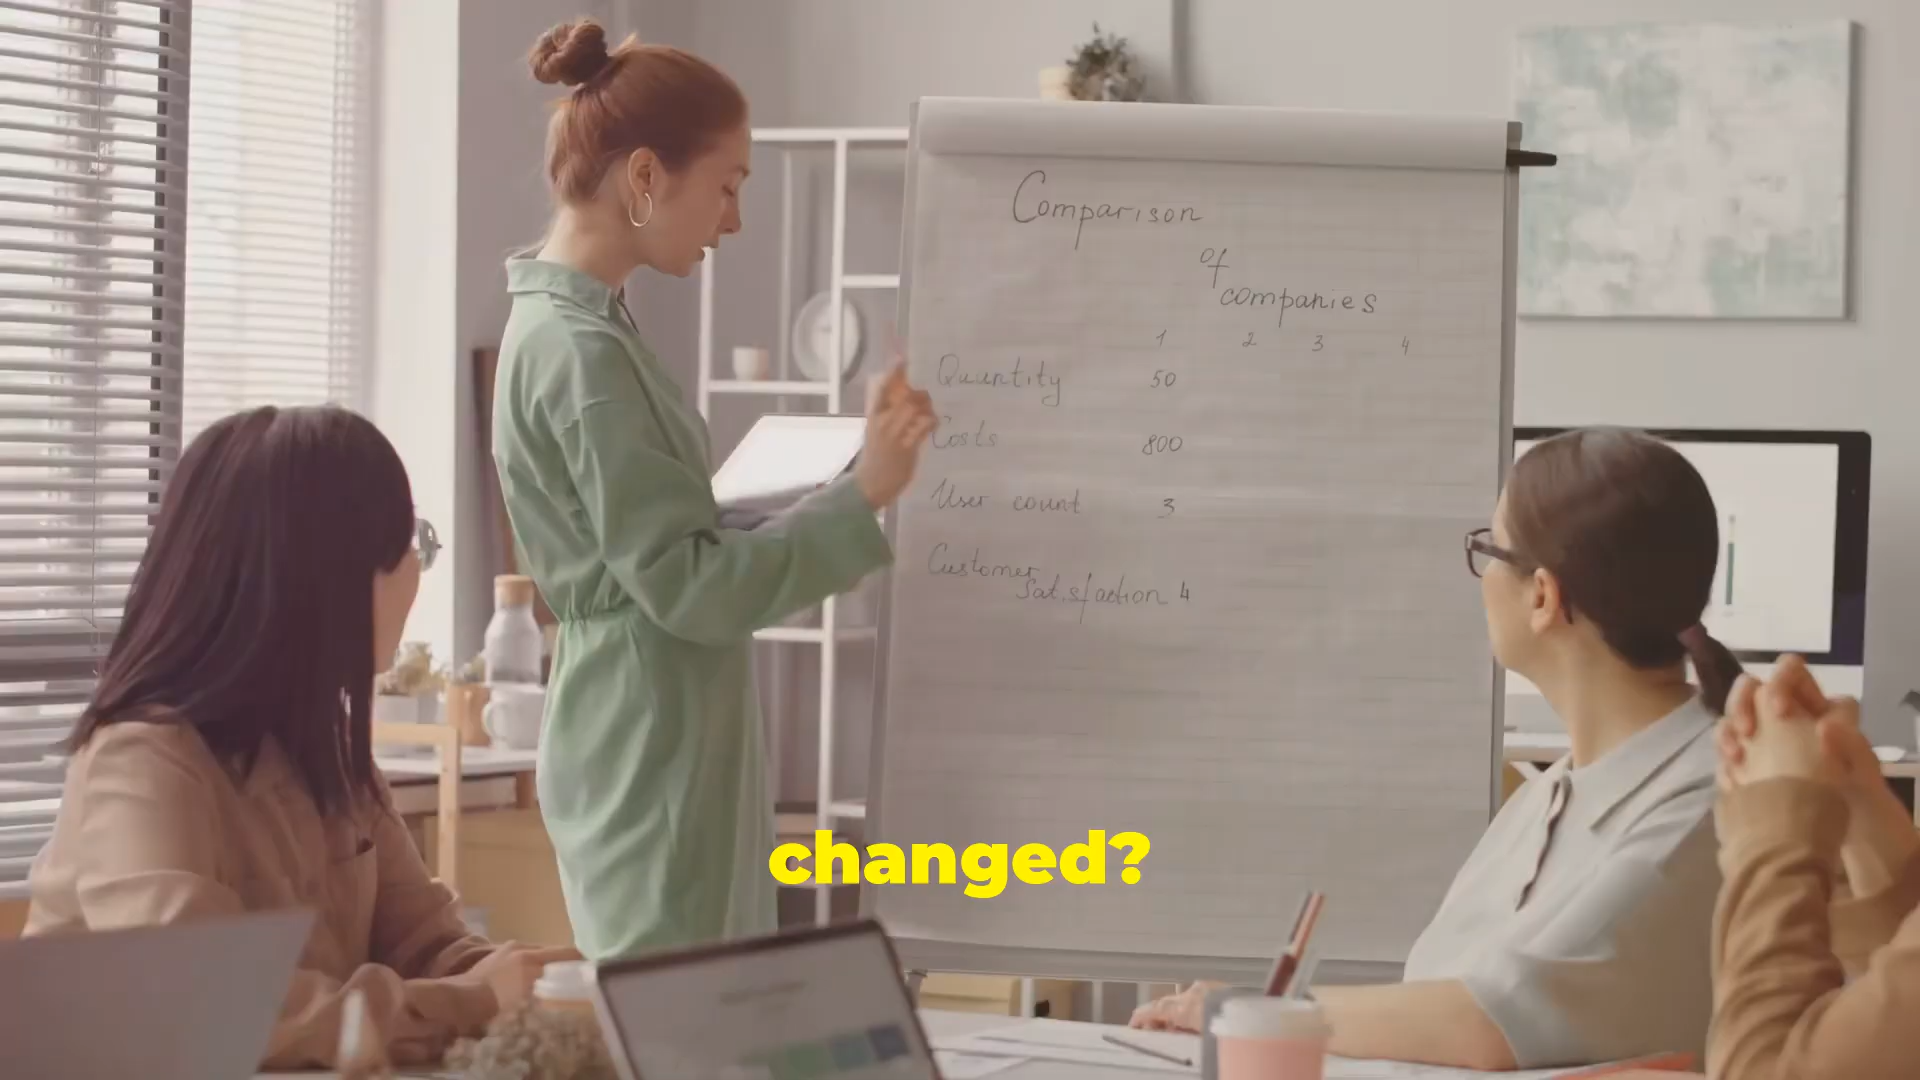 Comparison
of
companies
1 2 3 4
Quantity 50
Costs 800
User count 3
Customer
Satisfaction 4
changed?